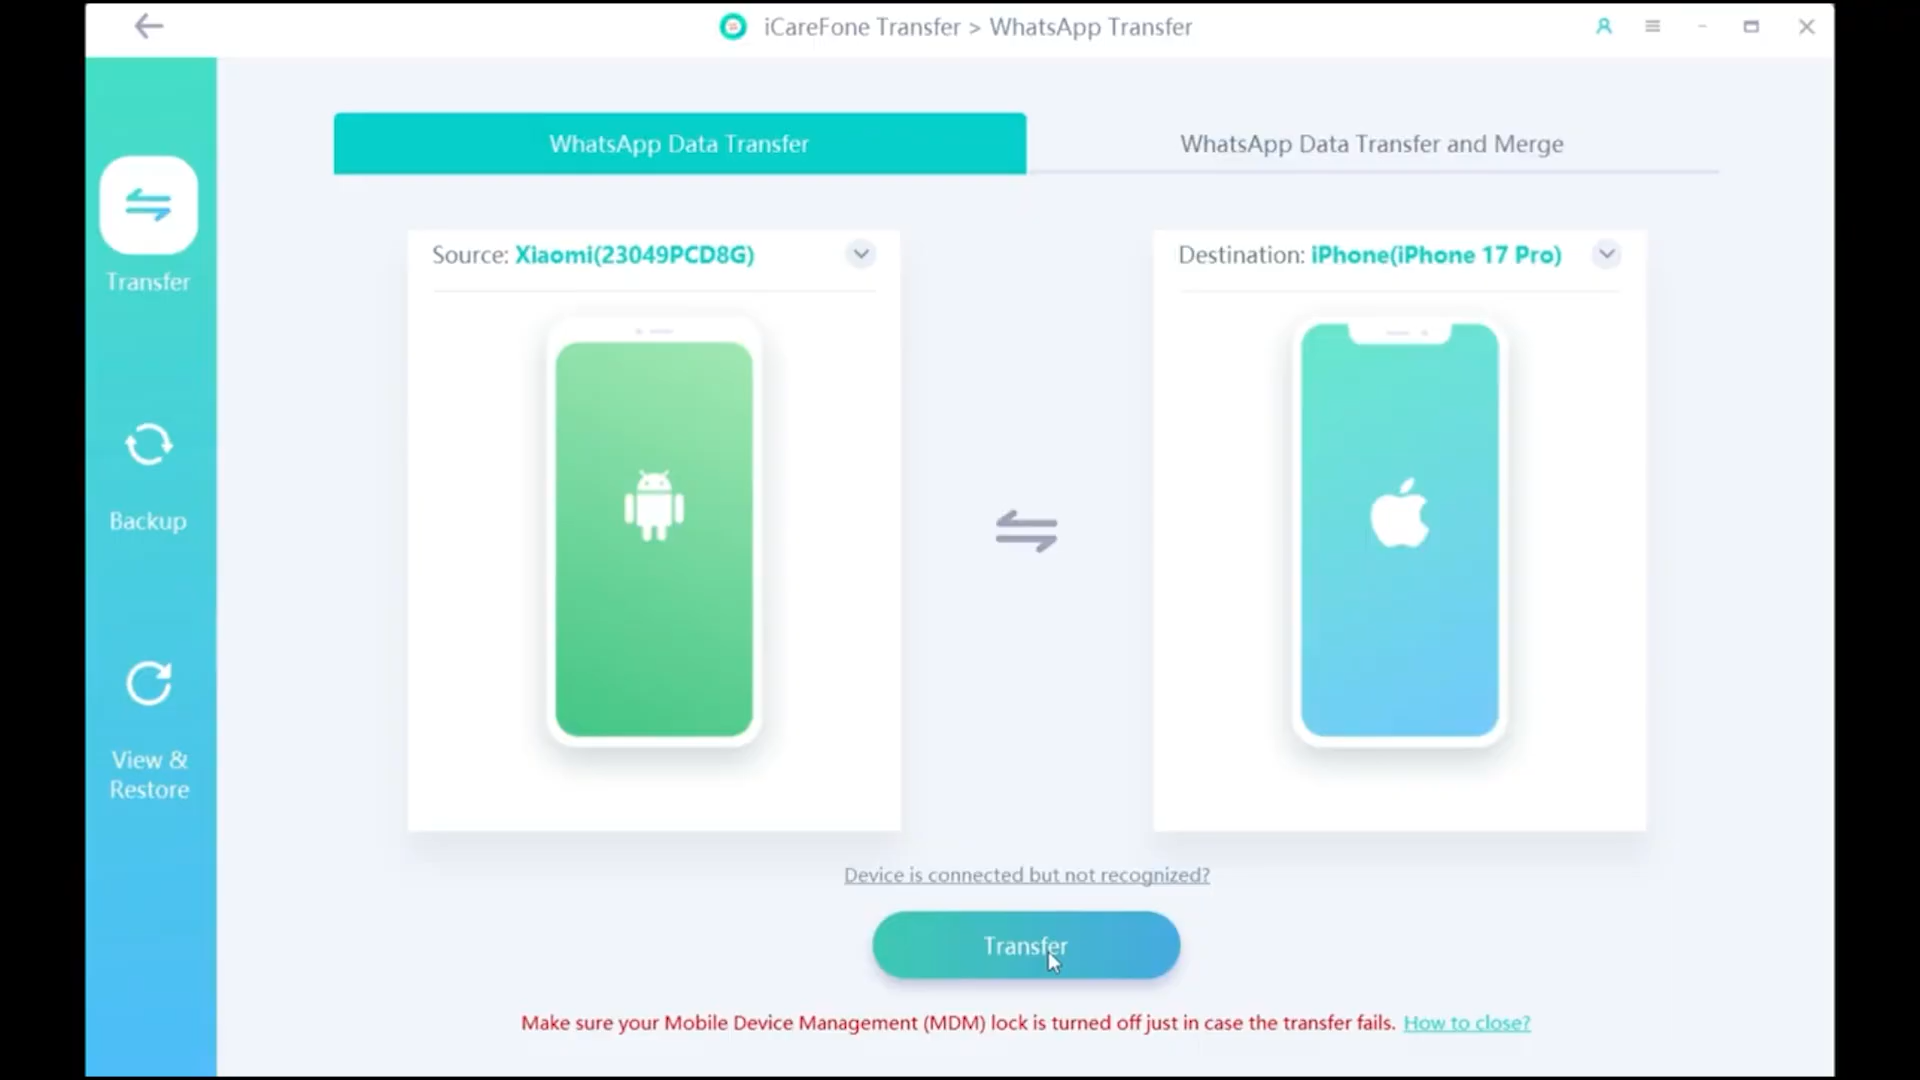 iCareFone Transfer > WhatsApp Transfer
WhatsApp Data Transfer
WhatsApp Data Transfer and Merge
Transfer
Backup
View &
Restore
Source: Xiaomi(23049PCD8G)
Destination: iPhone(iPhone 17 Pro)
Device is connected but not recognized?
Transfer
Make sure your Mobile Device Management (MDM) lock is turned off just in case the transfer fails. How to close?